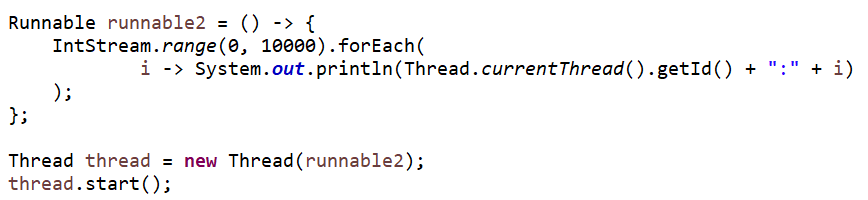 Runnable runnable2 = () -> {
    IntStream.range(0, 10000).forEach(
            i -> System.out.println(Thread.currentThread().getId() + ":" + i)
    );
};

Thread thread = new Thread(runnable2);
thread.start();